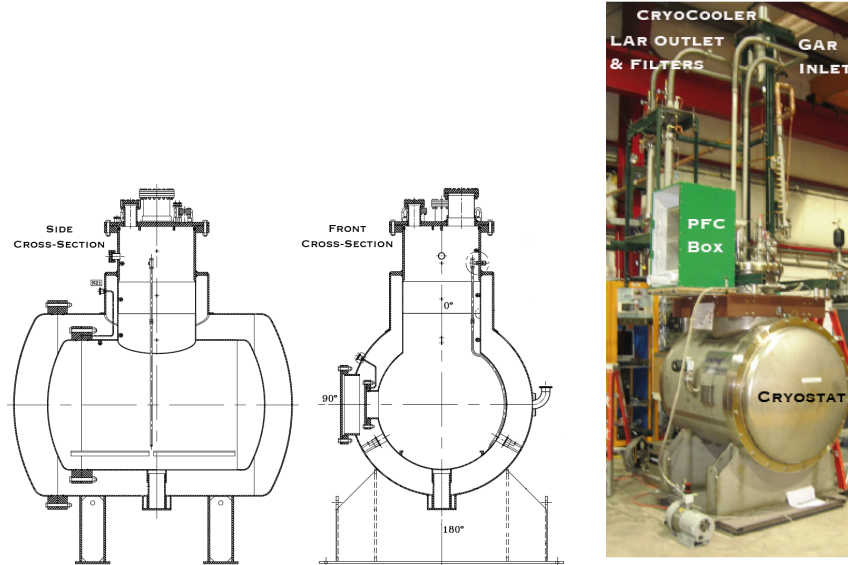 Side
Cross-Section
Front
Cross-Section
0°
90°
180°
CryoCooler
LAr Outlet
& Filters
GAr
Inlet
PFC
Box
Cryostat